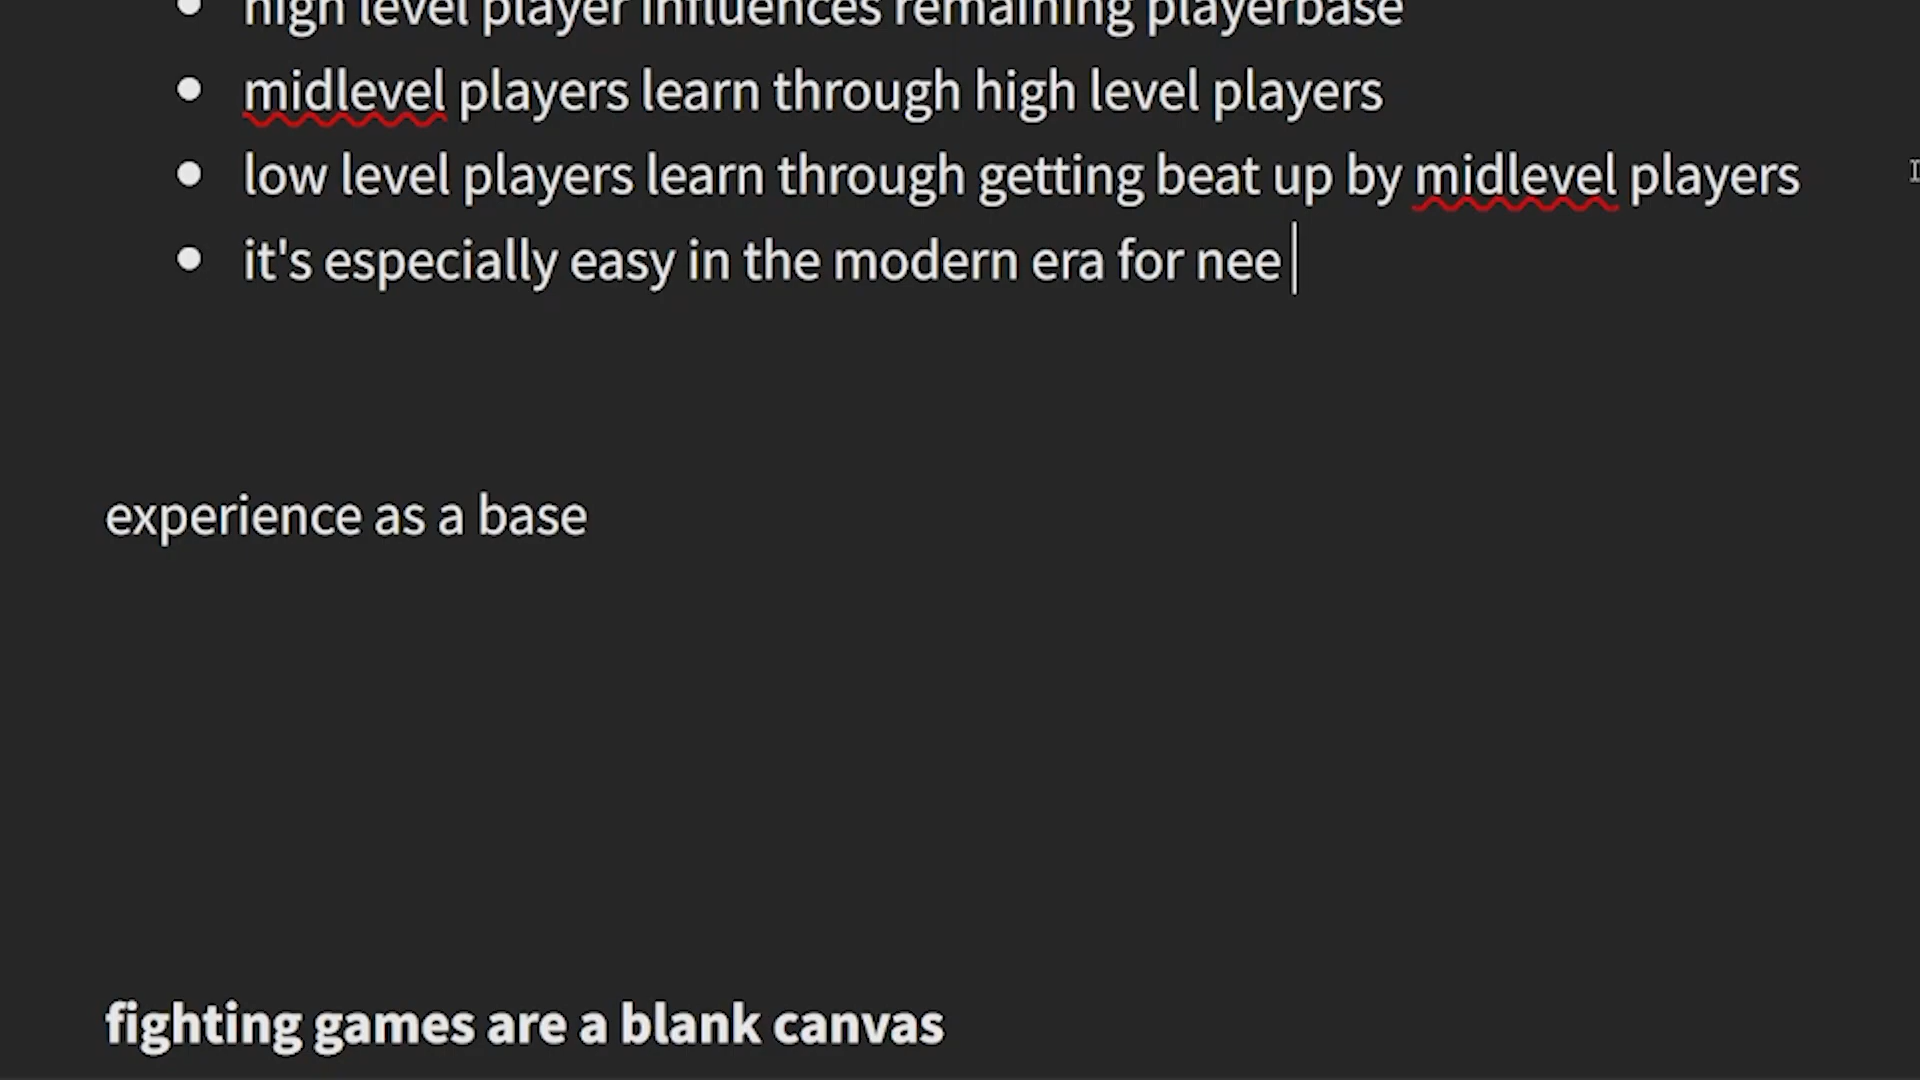 high level player influences remaining playerbase
midlevel players learn through high level players
low level players learn through getting beat up by midlevel players
it's especially easy in the modern era for nee
experience as a base
fighting games are a blank canvas